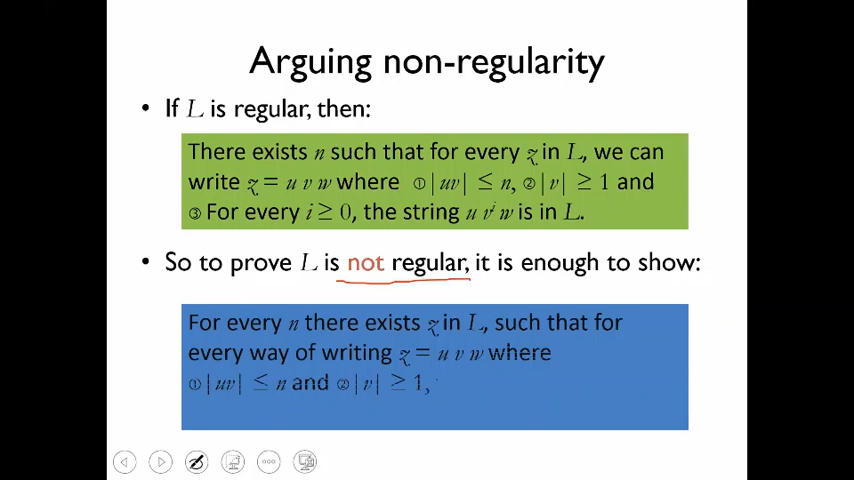 Arguing non-regularity
• If L is regular, then:
There exists n such that for every z in L, we can
write z = u v w where ①|uv| ≤ n, ②|v| ≥ 1 and
③ For every i ≥ 0, the string u vⁱ w is in L.
• So to prove L is not regular, it is enough to show:
For every n there exists z in L, such that for
every way of writing z = u v w where
①|uv| ≤ n and ②|v| ≥ 1,